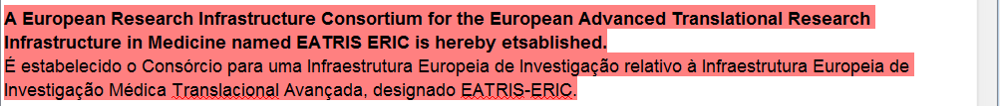 A European Research Infrastructure Consortium for the European Advanced Translational Research
Infrastructure in Medicine named EATRIS ERIC is hereby etsablished.
É estabelecido o Consórcio para uma Infraestrutura Europeia de Investigação relativo à Infraestrutura Europeia de
Investigação Médica Translacional Avançada, designado EATRIS-ERIC.